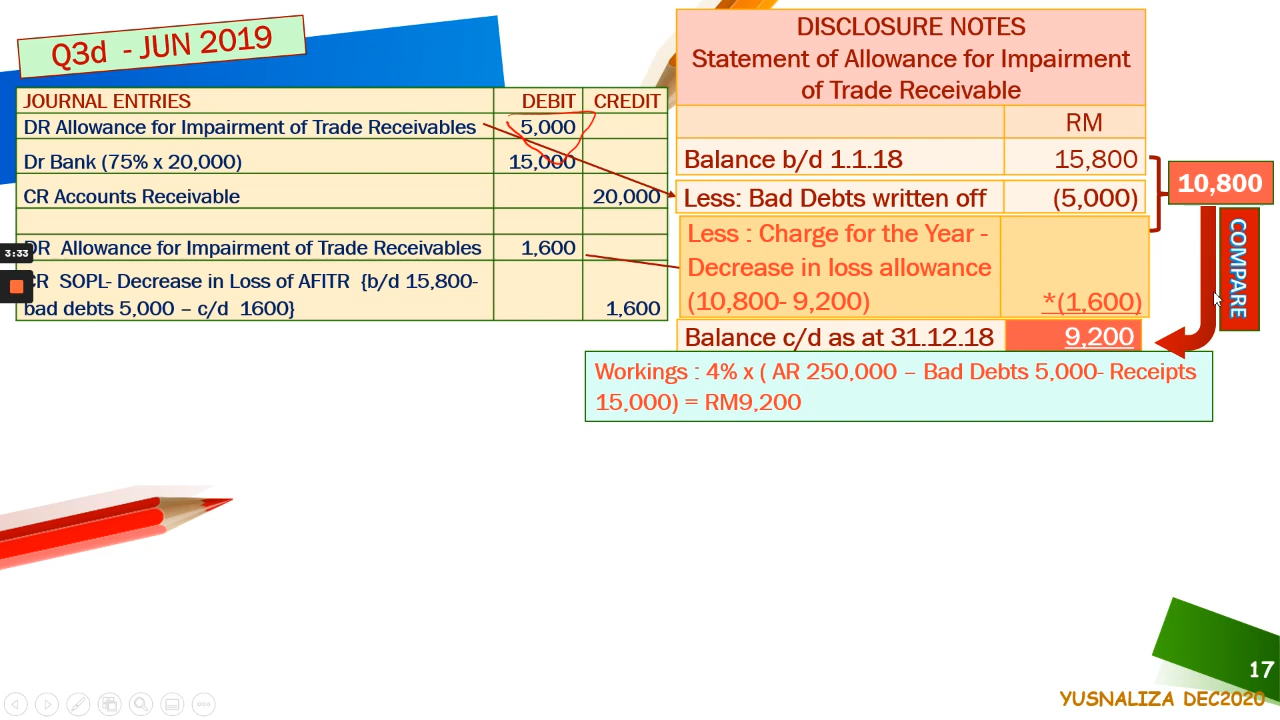 Q3d - JUN 2019
JOURNAL ENTRIES DEBIT CREDIT
DR Allowance for Impairment of Trade Receivables 5,000
Dr Bank (75% x 20,000) 15,000
CR Accounts Receivable 20,000
DR Allowance for Impairment of Trade Receivables 1,600
CR SOPL- Decrease in Loss of AFITR {b/d 15,800-
bad debts 5,000 – c/d 1600} 1,600
3:33
DISCLOSURE NOTES
Statement of Allowance for Impairment
of Trade Receivable
RM
Balance b/d 1.1.18 15,800
Less: Bad Debts written off (5,000)
Less : Charge for the Year -
Decrease in loss allowance
(10,800- 9,200) *(1,600)
Balance c/d as at 31.12.18 9,200
10,800
COMPARE
Workings : 4% x ( AR 250,000 – Bad Debts 5,000- Receipts
15,000) = RM9,200
17
YUSNALIZA DEC2020